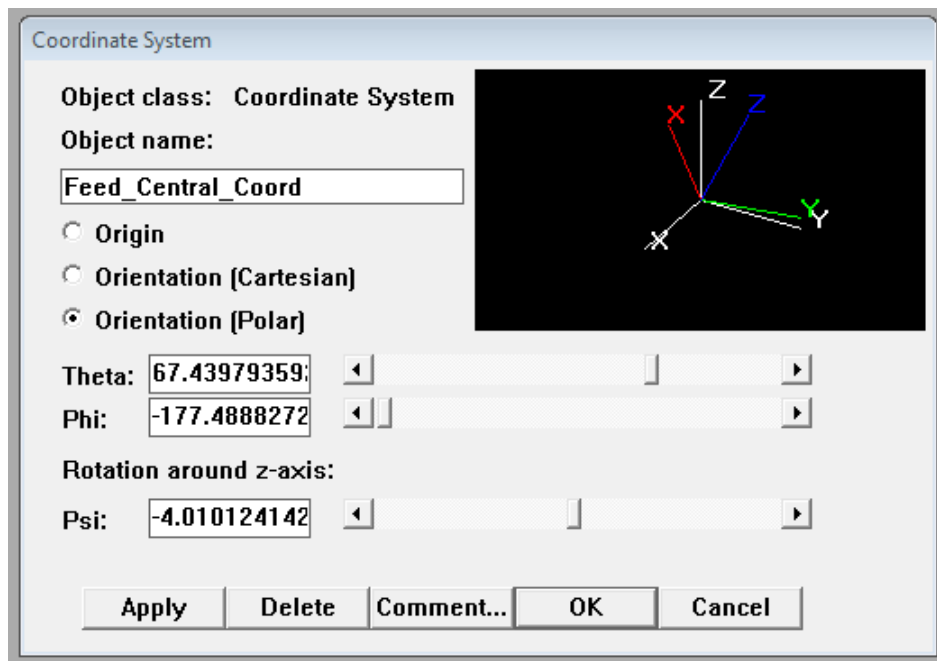 Coordinate System
Object class: Coordinate System
Object name:
Feed_Central_Coord
Origin
Orientation (Cartesian)
Orientation (Polar)
Z
Z
X
Y
Y
X
Theta: 67.43979359
Phi: -177.4888272
Rotation around z-axis:
Psi: -4.010124142
Apply Delete Comment... OK Cancel